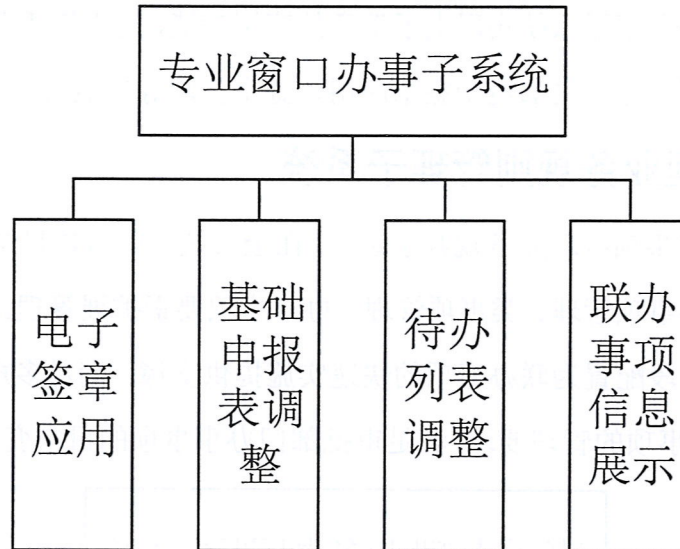 专业窗口办事子系统
电子
签章
应用
基础
申报
表调
整
待办
列表
调整
联办
事项
信息
展示